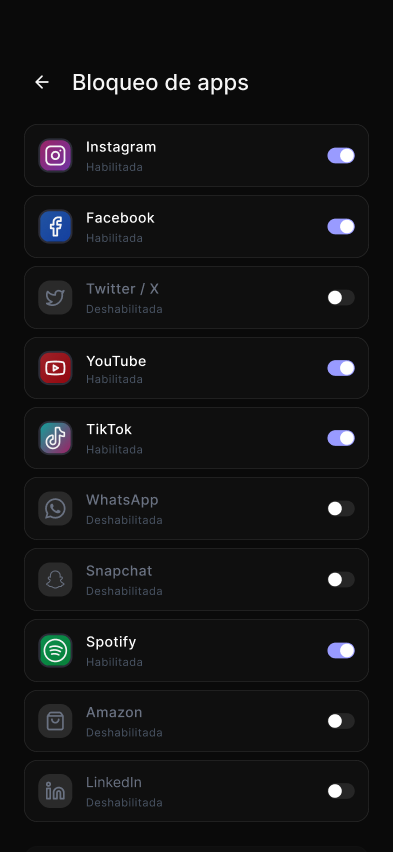 Bloqueo de apps
Instagram
Habilitada
Facebook
Habilitada
Twitter / X
Deshabilitada
YouTube
Habilitada
TikTok
Habilitada
WhatsApp
Deshabilitada
Snapchat
Deshabilitada
Spotify
Habilitada
Amazon
Deshabilitada
LinkedIn
Deshabilitada